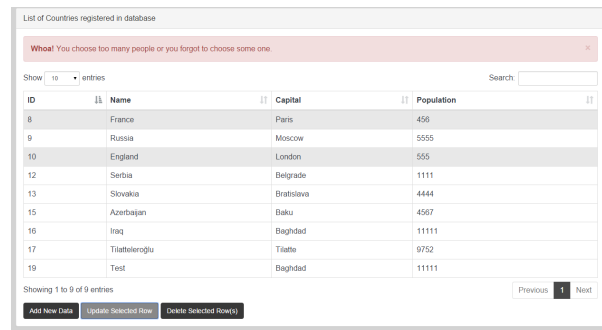 List of Countries registered in database
Whoa! You choose too many people or you forgot to choose some one. ×
Show 10 entries Search:
ID Name Capital Population
8 France Paris 456
9 Russia Moscow 5555
10 England London 555
12 Serbia Belgrade 1111
13 Slovakia Bratislava 4444
15 Azerbaijan Baku 4567
16 Iraq Baghdad 11111
17 Tilatteleroğlu Tilatte 9752
19 Test Baghdad 11111
Showing 1 to 9 of 9 entries Previous 1 Next
Add New Data Update Selected Row Delete Selected Row(s)